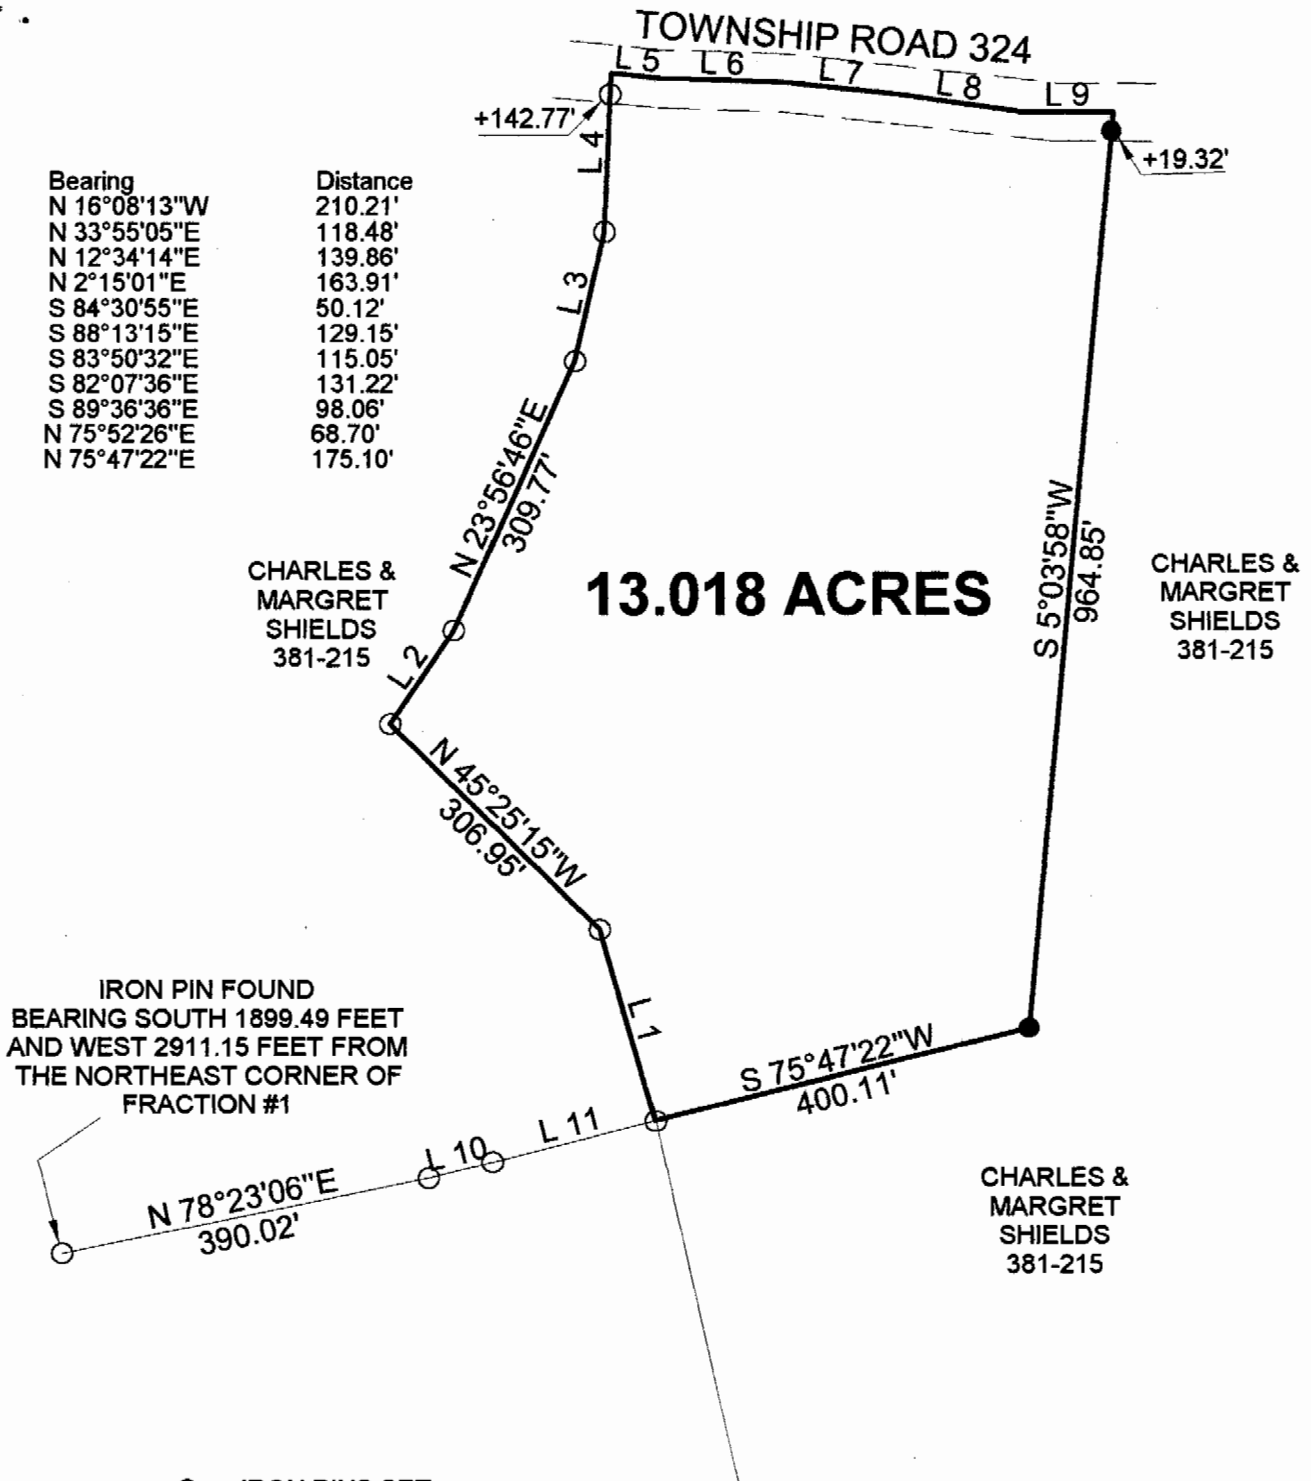 TOWNSHIP ROAD 324
L 5
L 6
L 7
L 8
L 9
+142.77'
+19.32'
L 4
Bearing Distance
N 16°08'13"W 210.21'
N 33°55'05"E 118.48'
N 12°34'14"E 139.86'
N 2°15'01"E 163.91'
S 84°30'55"E 50.12'
S 88°13'15"E 129.15'
S 83°50'32"E 115.05'
S 82°07'36"E 131.22'
S 89°36'36"E 98.06'
N 75°52'26"E 68.70'
N 75°47'22"E 175.10'
L 3
N 23°56'46"E
309.77'
S 5°03'58"W
964.85'
CHARLES &
MARGRET
SHIELDS
381-215
13.018 ACRES
CHARLES &
MARGRET
SHIELDS
381-215
L 2
N 45°25'15"W
306.95'
L 1
IRON PIN FOUND
BEARING SOUTH 1899.49 FEET
AND WEST 2911.15 FEET FROM
THE NORTHEAST CORNER OF
FRACTION #1
S 75°47'22"W
400.11'
L 11
L 10
N 78°23'06"E
390.02'
CHARLES &
MARGRET
SHIELDS
381-215